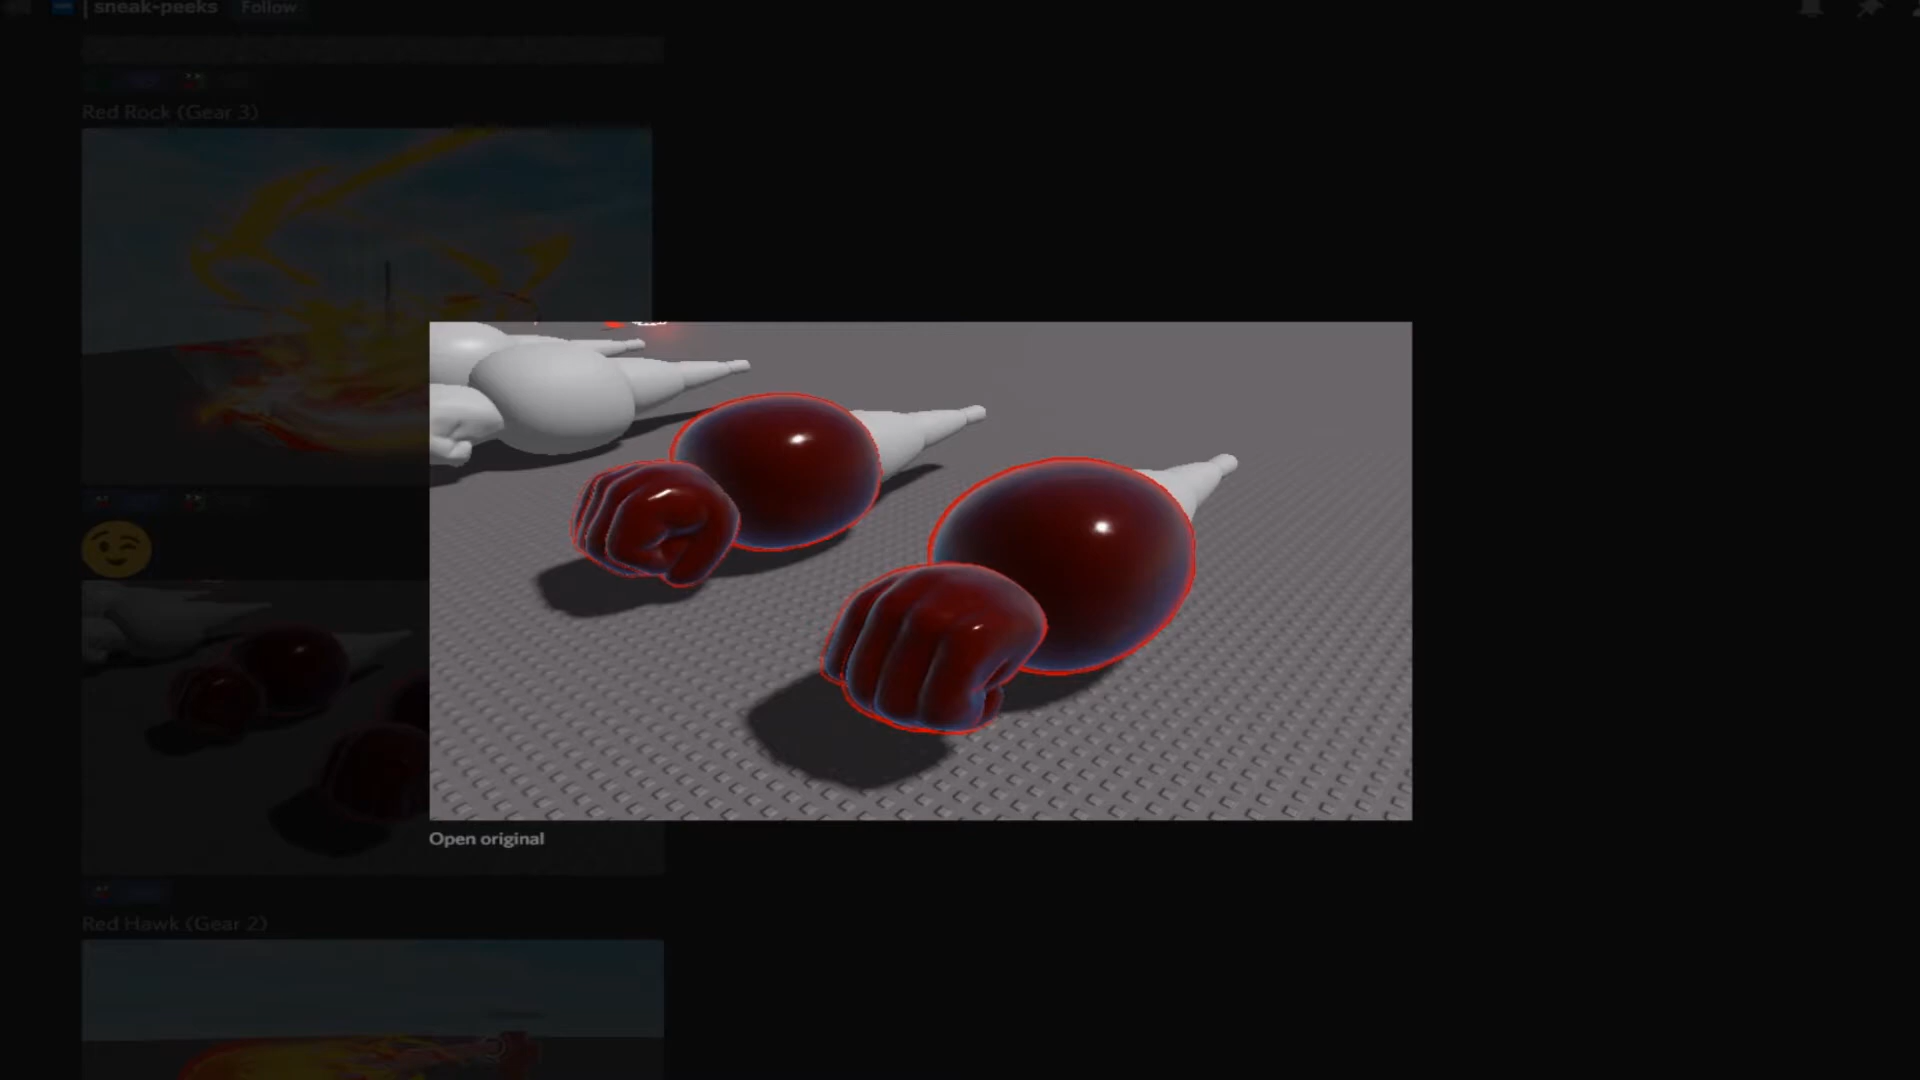 sneak-peeks Follow
Red Rock (Gear 3)
Open original
Red Hawk (Gear 2)